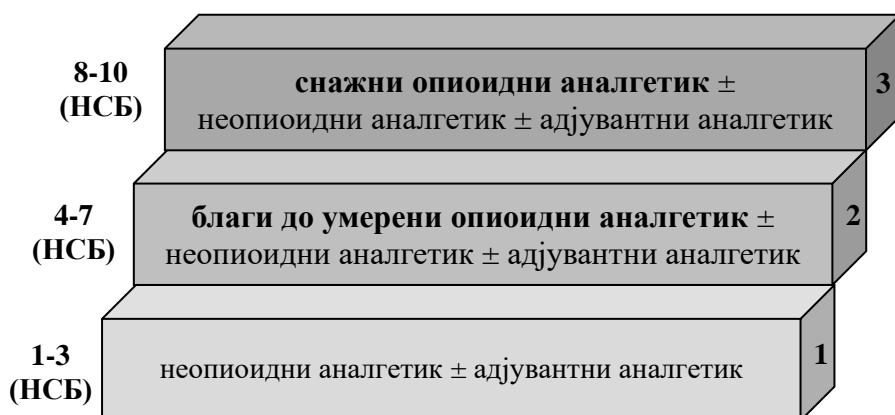 8-10
(НСБ)
снажни опиоидни аналгетик ±
неопиоидни аналгетик ± адјувантни аналгетик
3
4-7
(НСБ)
благи до умерени опиоидни аналгетик ±
неопиоидни аналгетик ± адјувантни аналгетик
2
1-3
(НСБ)
неопиоидни аналгетик ± адјувантни аналгетик
1